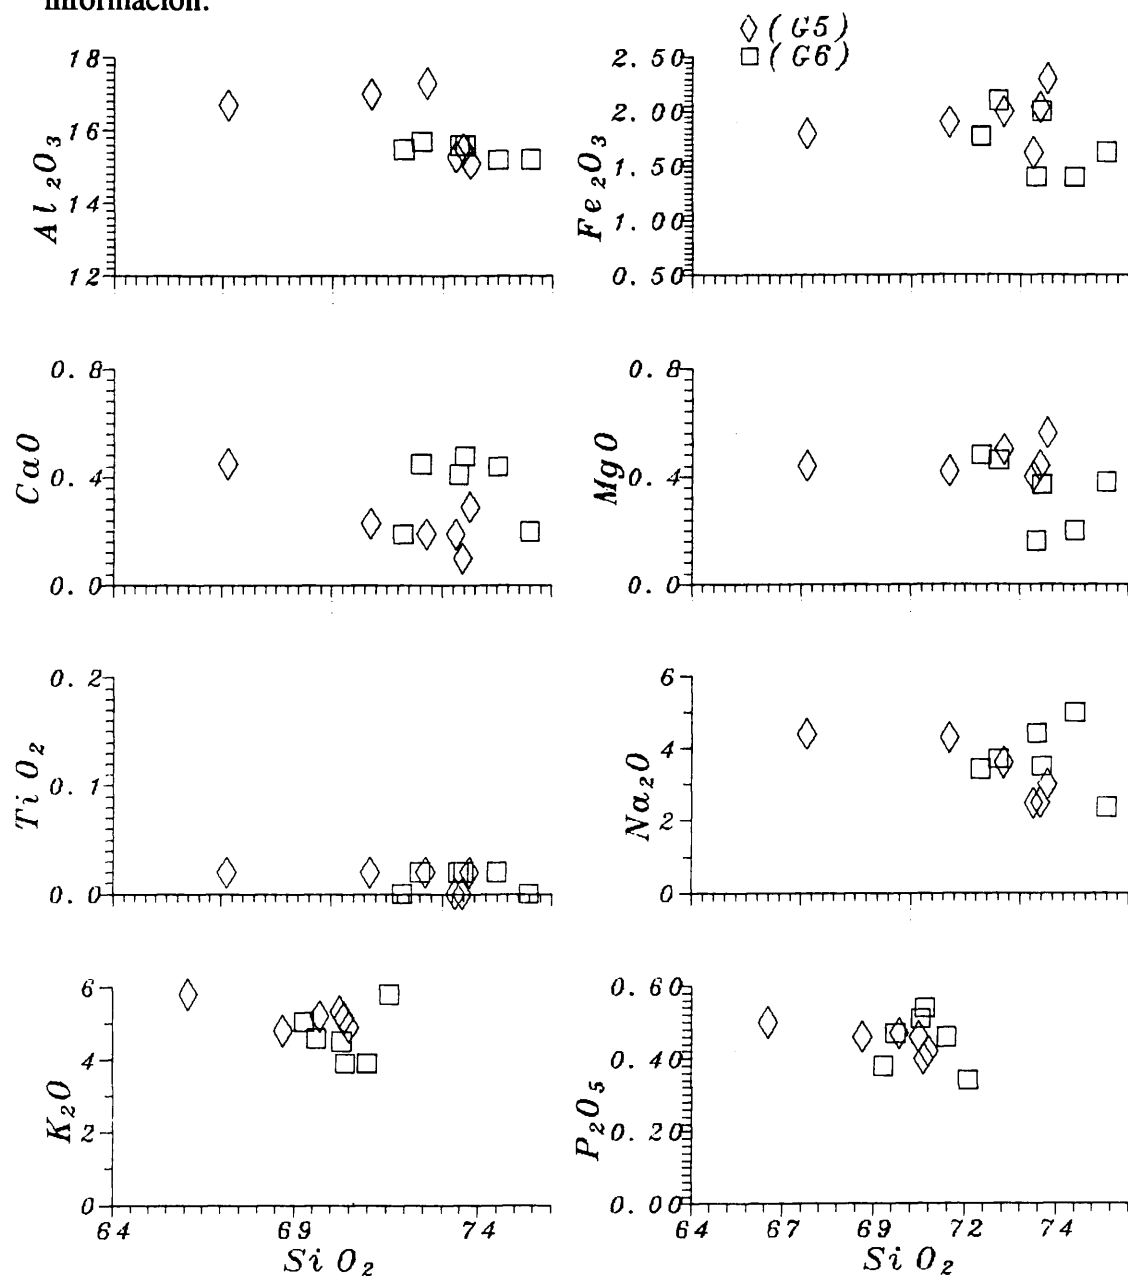 información.
◇ ( G5 )
□ ( G6 )
18
16
14
12
Al₂O₃
2.50
2.00
1.50
1.00
0.50
Fe₂O₃
0.8
0.4
0.0
CaO
0.8
0.4
0.0
MgO
0.2
0.1
0.0
TiO₂
6
4
2
0
Na₂O
6
4
2
0
K₂O
64 69 74
SiO₂
0.60
0.40
0.20
0.00
P₂O₅
64 67 69 72 74
SiO₂